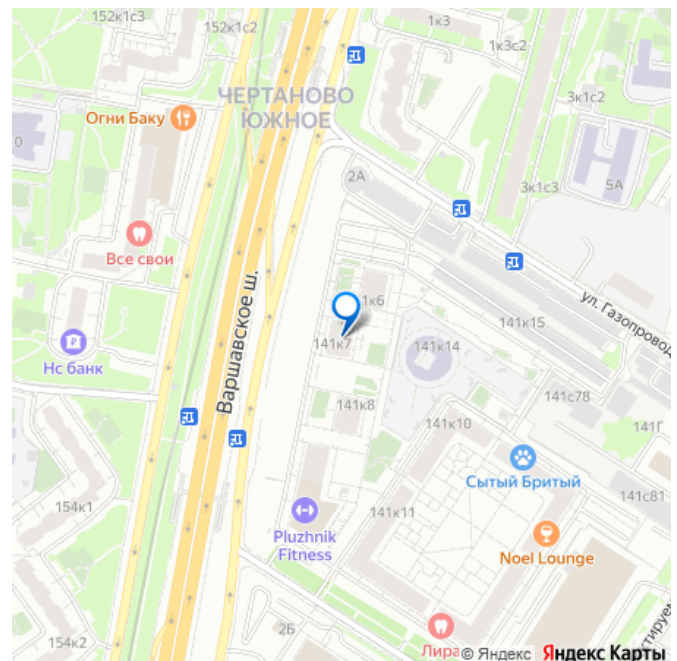 152к1с3
152к1с2
1к3
1к3с2
ЧЕРТАНОВО
ЮЖНОЕ
Огни Баку
3к1с2
2А
3к1с3
5А
Все свои
Варшавское ш.
1к6
ул. Газопровод
141к7
141к14
141к15
Нс банк
141к8
141с78
141к10
141Г
Сытый Бритый
154к1
141с81
141к11
Pluzhnik
Fitness
Noel Lounge
2Б
154к2
Лира
© Яндекс Яндекс Карты